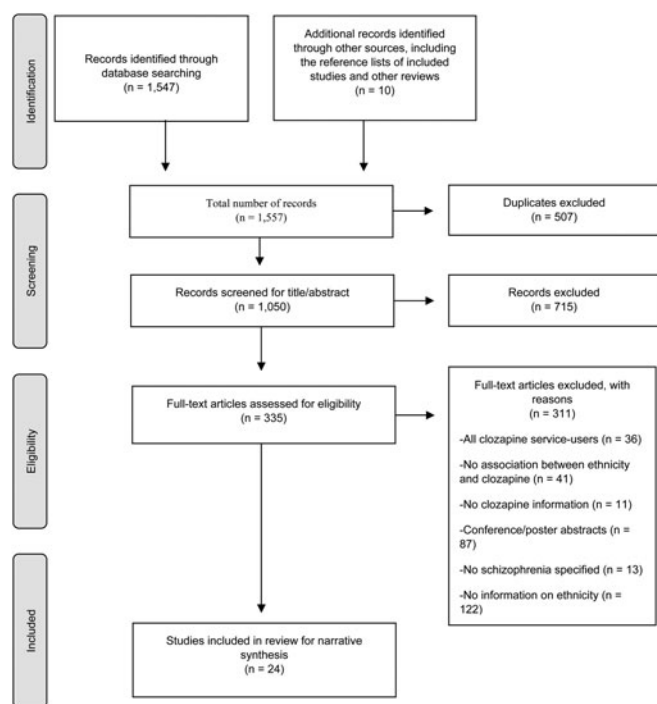 Identification
Records identified through
database searching
(n = 1,547)
Additional records identified
through other sources, including
the reference lists of included
studies and other reviews
(n = 10)
Screening
Total number of records
(n = 1,557)
Duplicates excluded
(n = 507)
Records screened for title/abstract
(n = 1,050)
Records excluded
(n = 715)
Eligibility
Full-text articles assessed for eligibility
(n = 335)
Full-text articles excluded, with
reasons
(n = 311)
-All clozapine service-users (n = 36)
-No association between ethnicity
and clozapine (n = 41)
-No clozapine information (n = 11)
-Conference/poster abstracts (n =
87)
-No schizophrenia specified (n = 13)
-No information on ethnicity (n =
122)
Included
Studies included in review for narrative
synthesis
(n = 24)